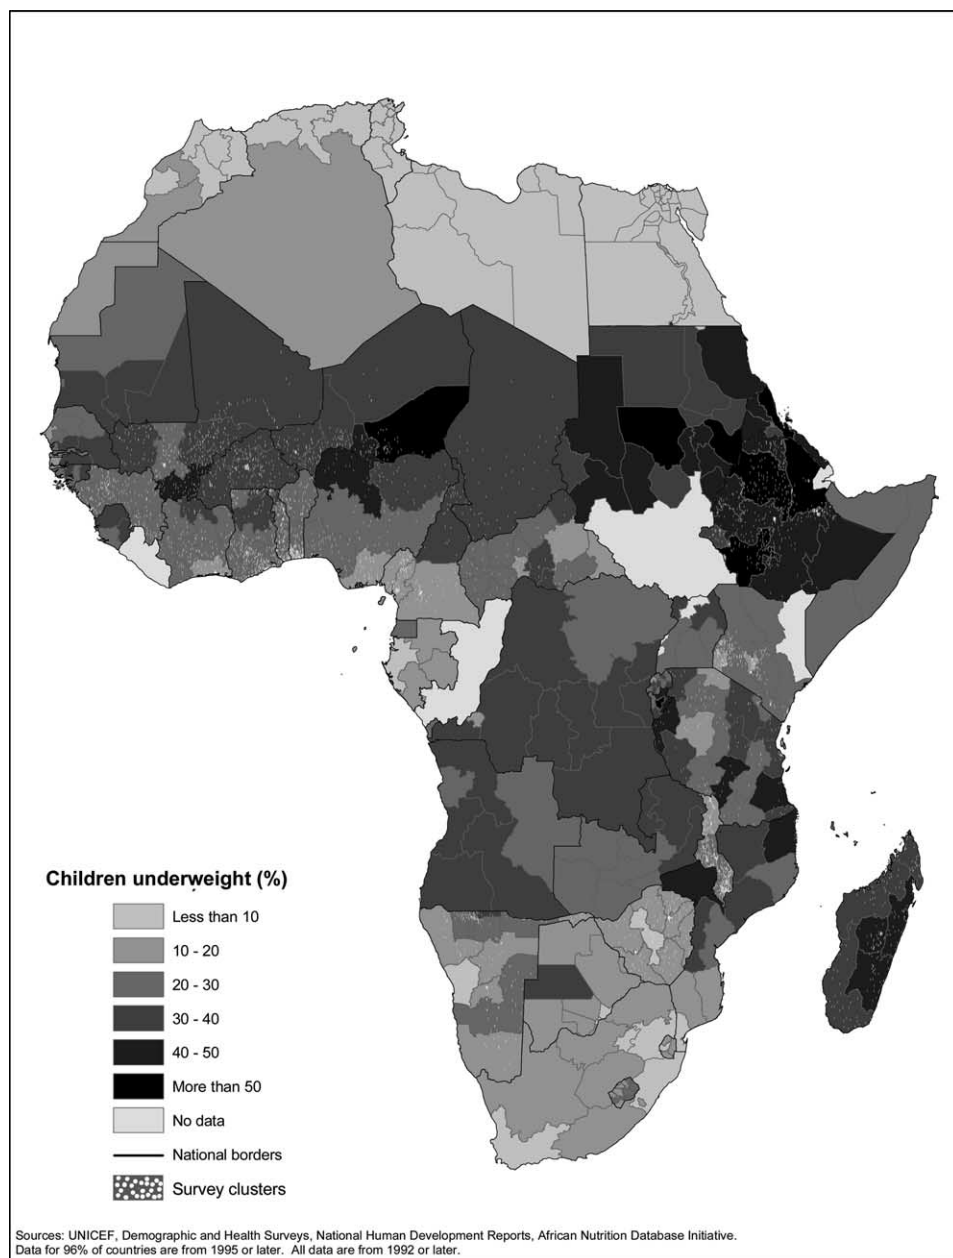 Children underweight (%)
Less than 10
10 - 20
20 - 30
30 - 40
40 - 50
More than 50
No data
National borders
Survey clusters
Sources: UNICEF, Demographic and Health Surveys, National Human Development Reports, African Nutrition Database Initiative.
Data for 96% of countries are from 1995 or later.  All data are from 1992 or later.